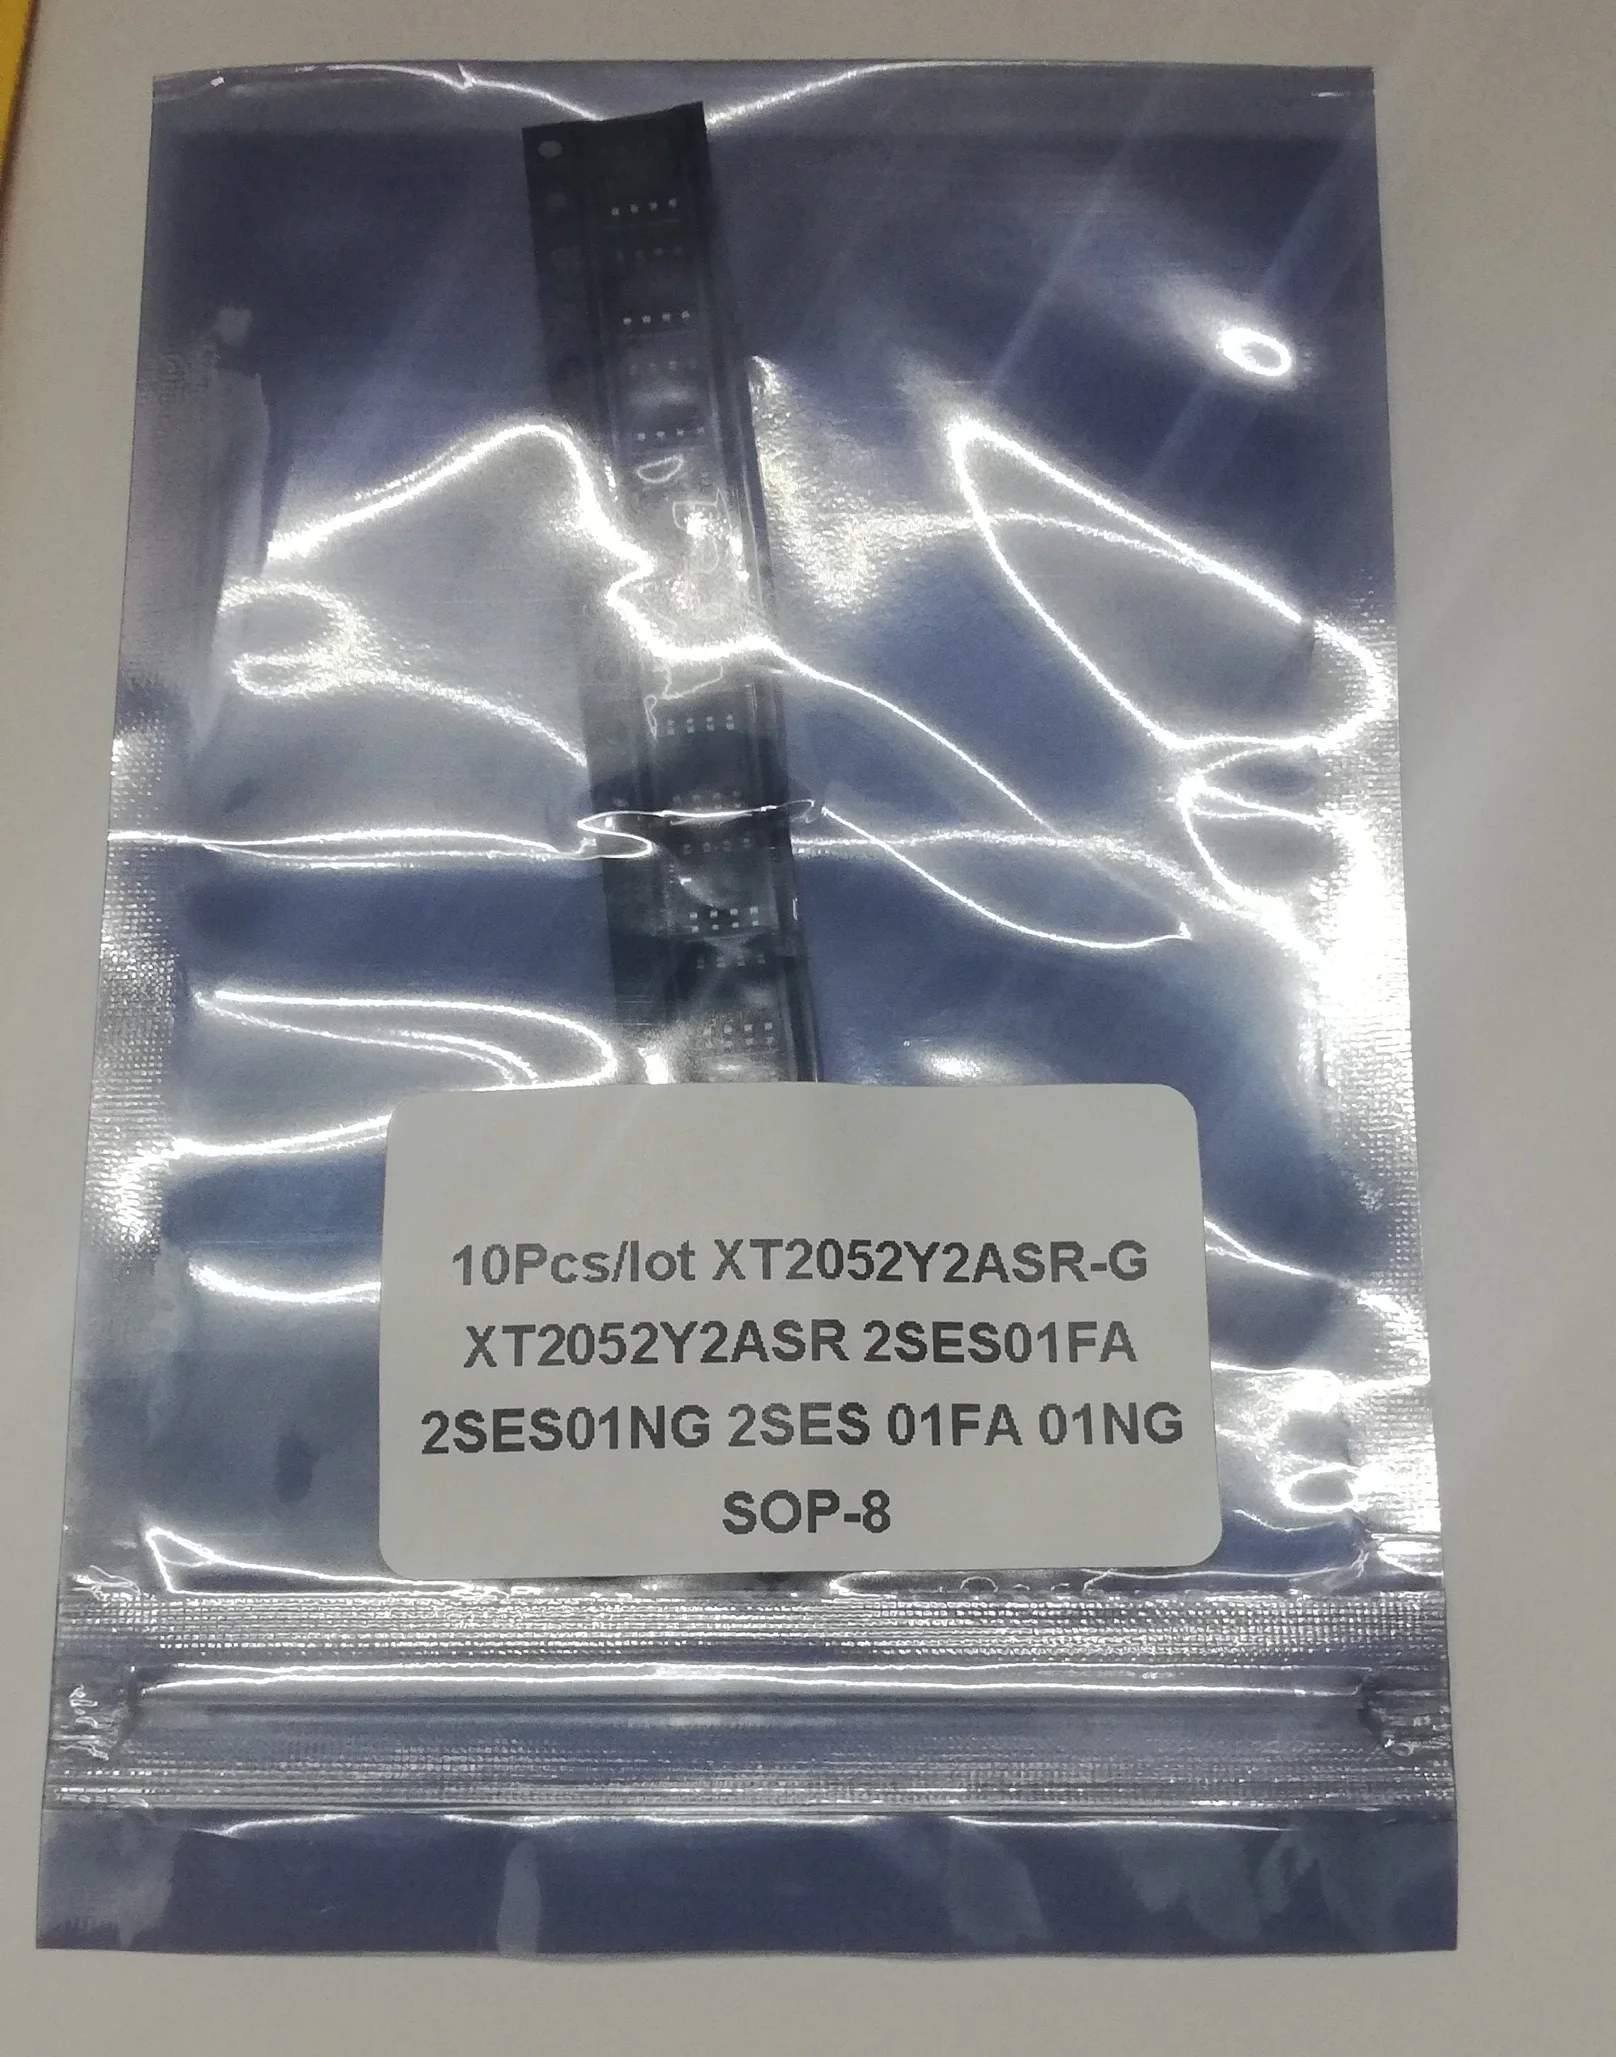 10Pcs/lot XT2052Y2ASR-G
XT2052Y2ASR 2SES01FA
2SES01NG 2SES 01FA 01NG
SOP-8